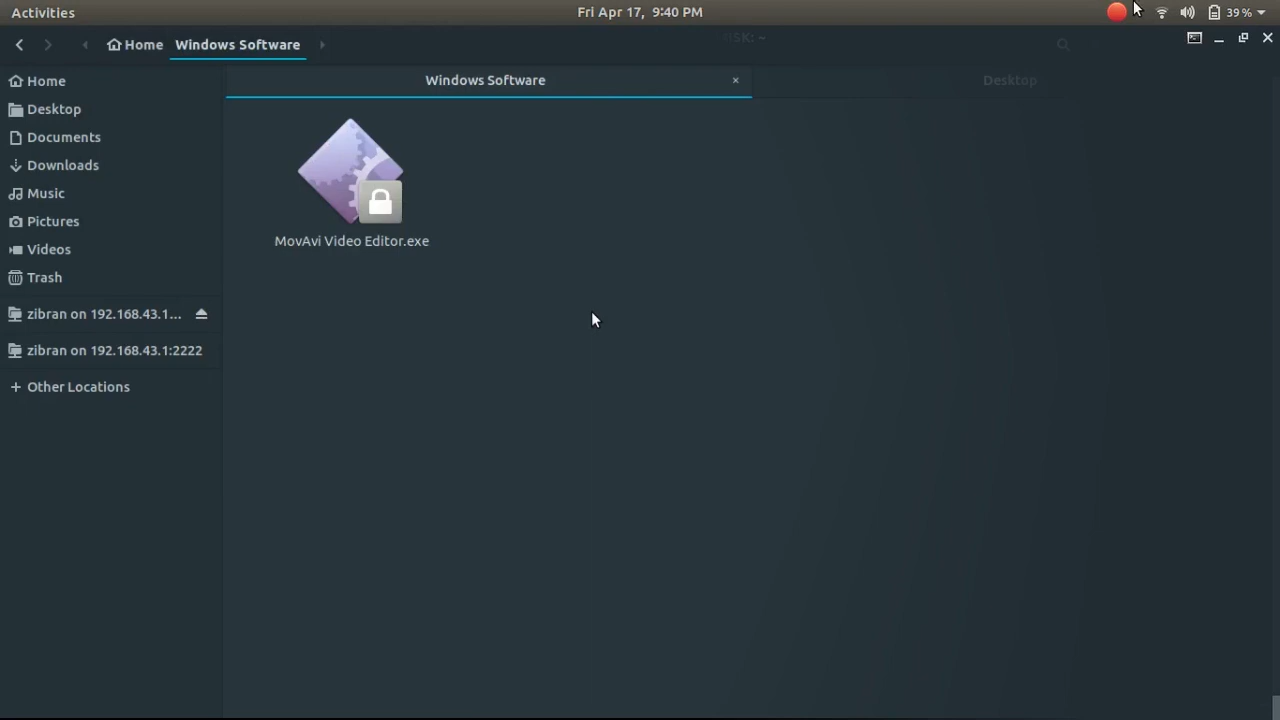 Activities
Fri Apr 17, 9:40 PM
39 %
Home
Windows Software
Windows Software
Desktop
Home
Desktop
Documents
Downloads
Music
Pictures
Videos
Trash
zibran on 192.168.43.1...
zibran on 192.168.43.1:2222
Other Locations
MovAvi Video Editor.exe